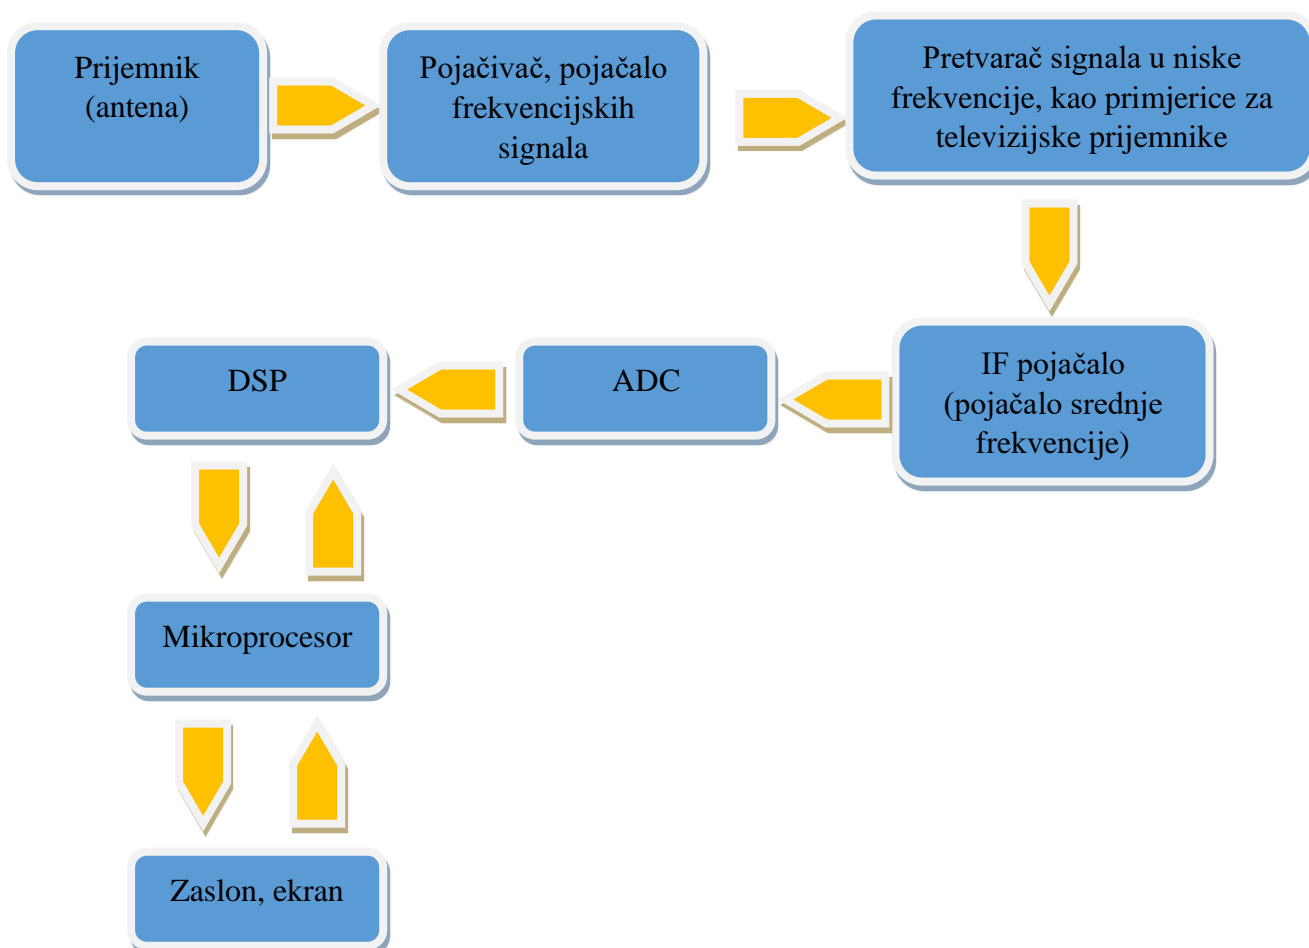 Prijemnik
(antena)
Pojačivač, pojačalo
frekvencijskih
signala
Pretvarač signala u niske
frekvencije, kao primjerice za
televizijske prijemnike
IF pojačalo
(pojačalo srednje
frekvencije)
ADC
DSP
Mikroprocesor
Zaslon, ekran